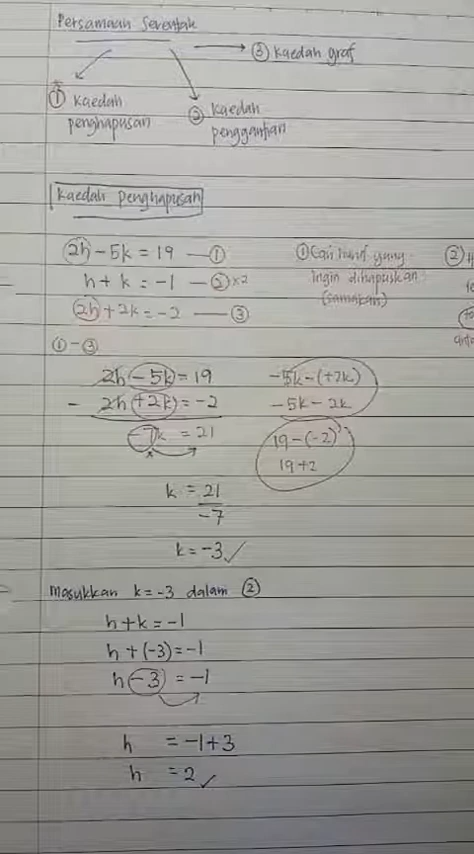 Persamaan Serentak
③ Kaedah graf
① Kaedah
penghapusan
② Kaedah
penggantian
Kaedah Penghapusan
2h - 5k = 19 — ①
h + k = -1 — ② ×2
2h + 2k = -2 — ③
① Cari huruf yang
ingin dihapuskan
(samakan)
②
① - ③
2h - 5k = 19
- 2h + 2k = -2
-7k = 21
-5k - (+2k)
-5k - 2k
19 - (-2)
19 + 2
k = 21
-7
k = -3 ✓
Masukkan k = -3 dalam ②
h + k = -1
h + (-3) = -1
h - 3 = -1
h = -1 + 3
h = 2 ✓